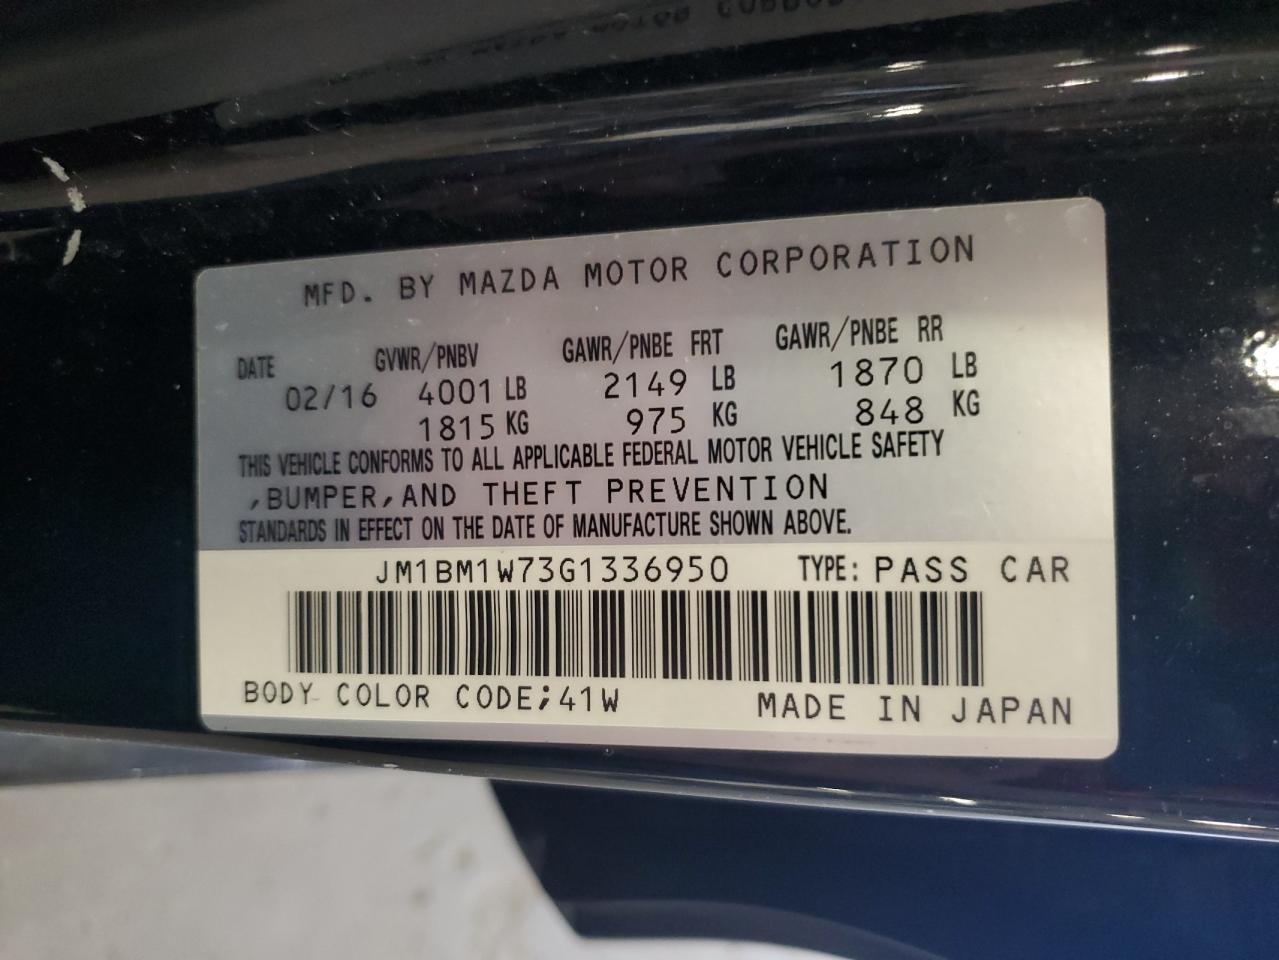 MFD. BY MAZDA MOTOR CORPORATION
DATE GVWR/PNBV GAWR/PNBE FRT GAWR/PNBE RR
02/16 4001 LB 2149 LB 1870 LB
1815 KG 975 KG 848 KG
THIS VEHICLE CONFORMS TO ALL APPLICABLE FEDERAL MOTOR VEHICLE SAFETY
,BUMPER,AND THEFT PREVENTION
STANDARDS IN EFFECT ON THE DATE OF MANUFACTURE SHOWN ABOVE.
JM1BM1W73G1336950 TYPE: PASS CAR
BODY COLOR CODE;41W MADE IN JAPAN